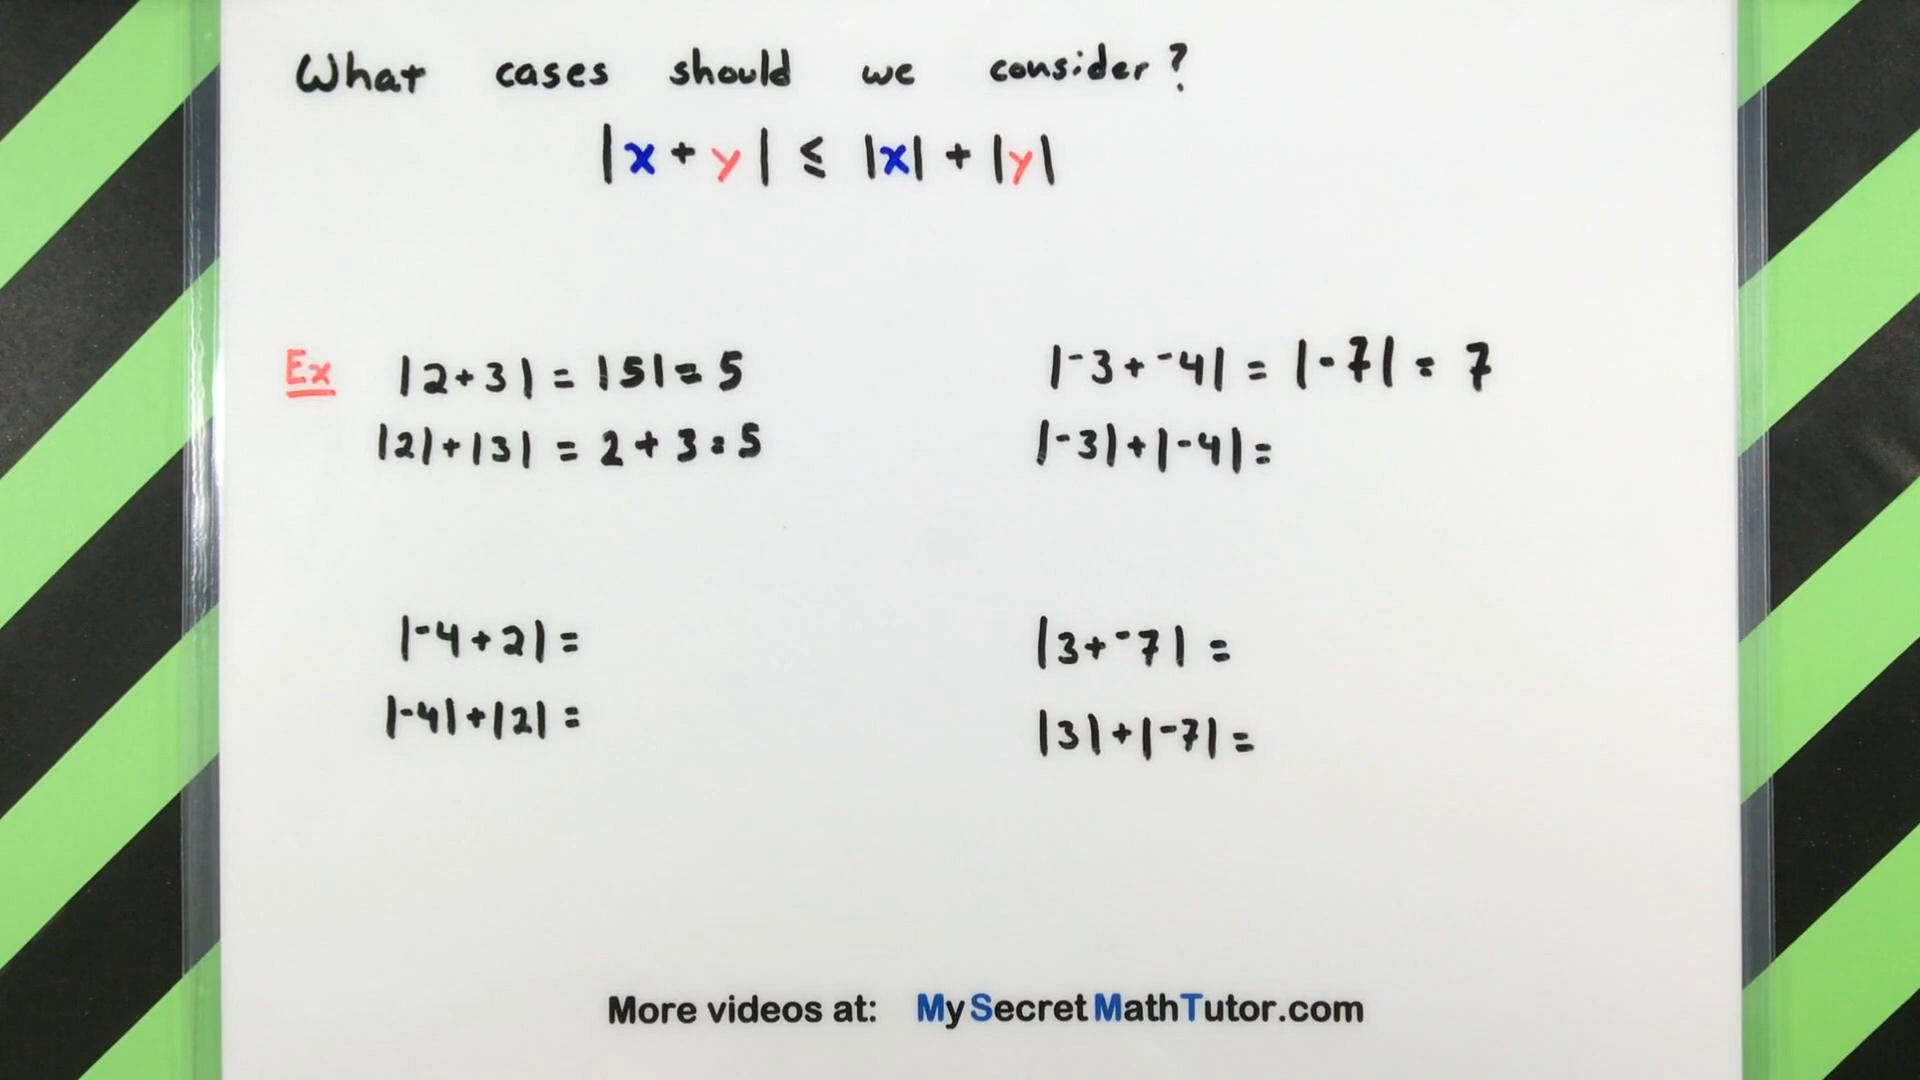 What cases should we consider?
|x + y| ≤ |x| + |y|
Ex |2+3| = |5| = 5
|2|+|3| = 2 + 3 = 5
|-3 + -4| = |-7| = 7
|-3|+|-4| =
|-4+2| =
|-4|+|2| =
|3+-7| =
|3|+|-7| =
More videos at: MySecretMathTutor.com